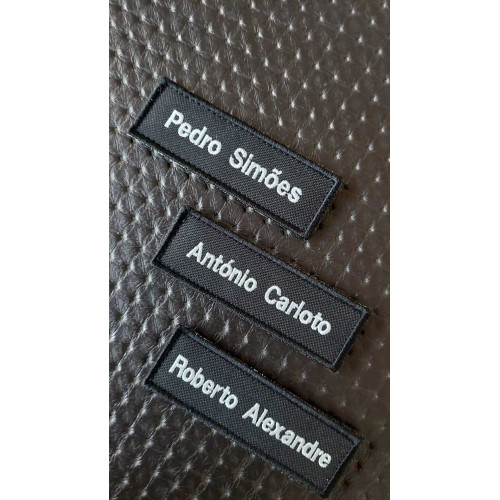 Pedro Simões
António Carloto
Roberto Alexandre